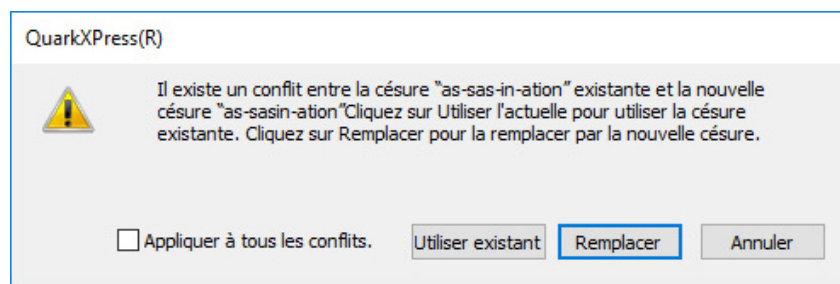 QuarkXPress(R)
Il existe un conflit entre la césure “as-sas-in-ation” existante et la nouvelle
césure “as-sasin-ation”Cliquez sur Utiliser l'actuelle pour utiliser la césure
existante. Cliquez sur Remplacer pour la remplacer par la nouvelle césure.
Appliquer à tous les conflits. Utiliser existant Remplacer Annuler